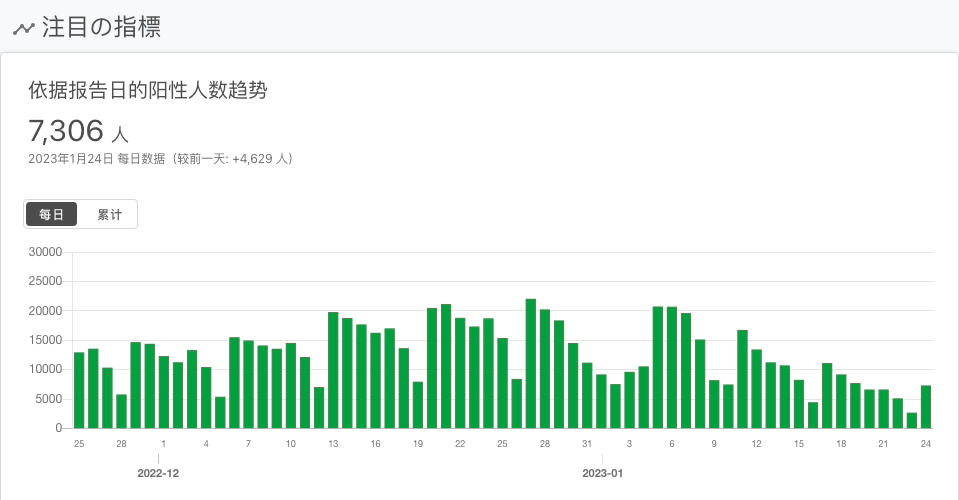 注目の指標
依据报告日的阳性人数趋势
7,306 人
2023年1月24日 每日数据（较前一天: +4,629 人）
每日 累计
30000
25000
20000
15000
10000
5000
0
25 28 1 4 7 10 13 16 19 22 25 28 31 3 6 9 12 15 18 21 24
2022-12 2023-01